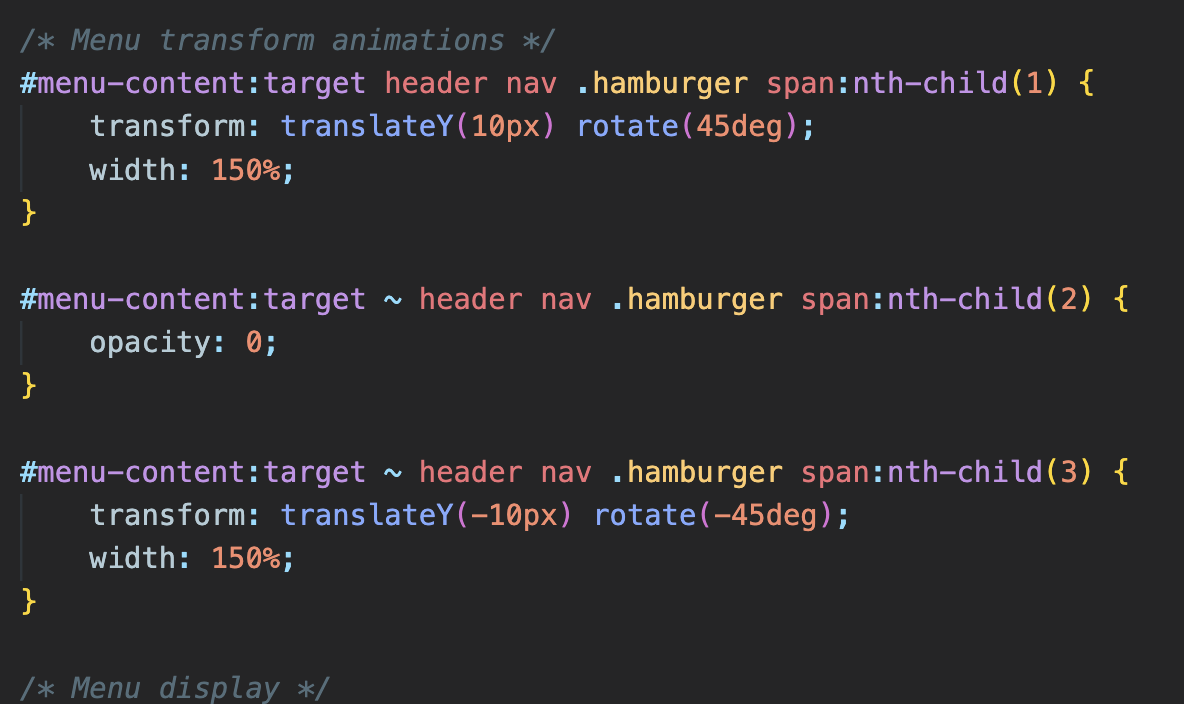 /* Menu transform animations */
#menu-content:target header nav .hamburger span:nth-child(1) {
    transform: translateY(10px) rotate(45deg);
    width: 150%;
}

#menu-content:target ~ header nav .hamburger span:nth-child(2) {
    opacity: 0;
}

#menu-content:target ~ header nav .hamburger span:nth-child(3) {
    transform: translateY(-10px) rotate(-45deg);
    width: 150%;
}

/* Menu display */